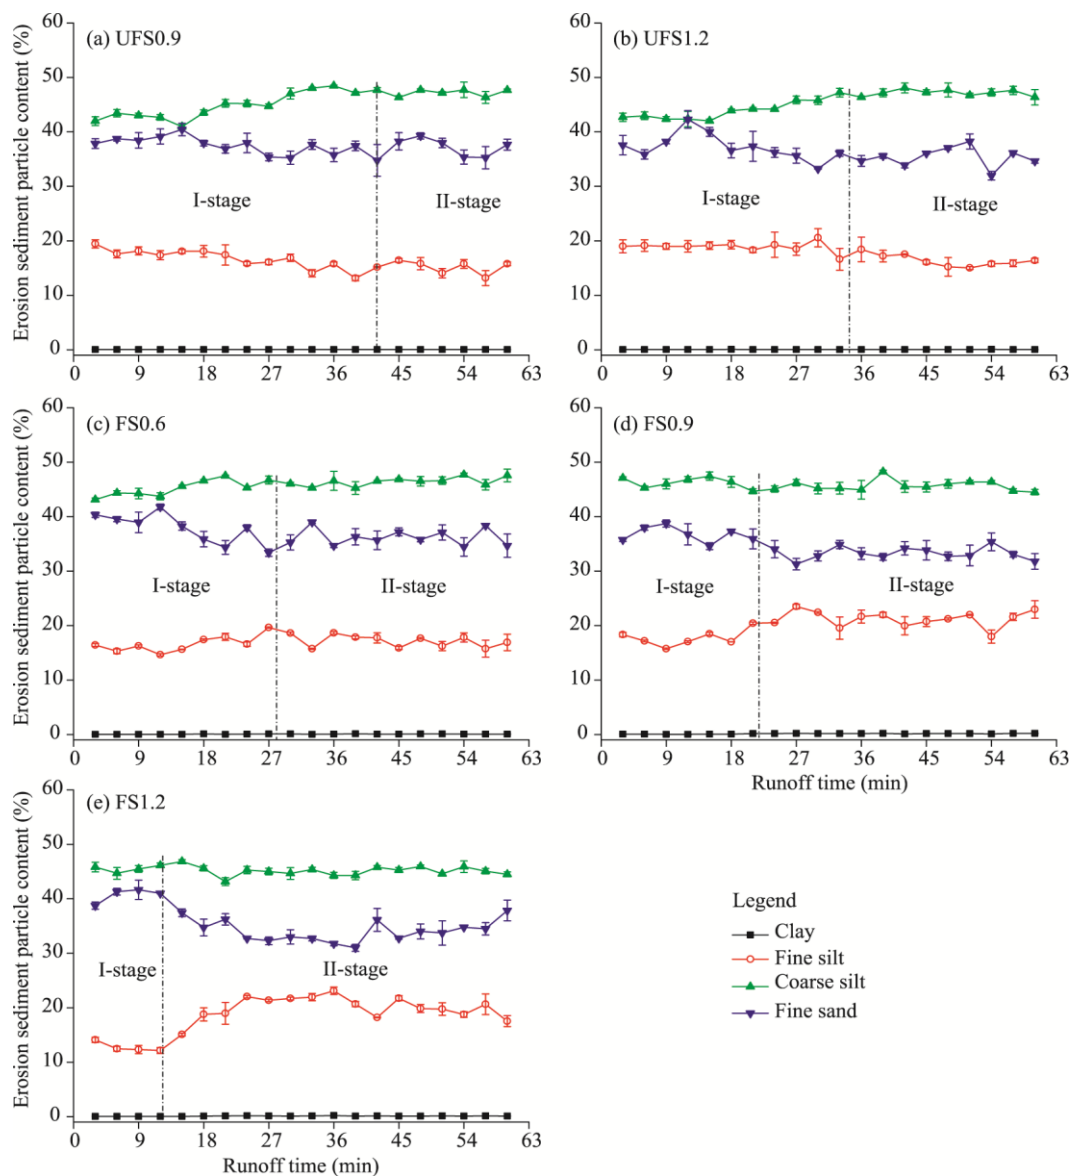 Erosion sediment particle content (%)
60
50
40
30
20
10
0
(a) UFS0.9
I-stage
II-stage
0 9 18 27 36 45 54 63
Erosion sediment particle content (%)
60
50
40
30
20
10
0
(b) UFS1.2
I-stage
II-stage
0 9 18 27 36 45 54 63
Erosion sediment particle content (%)
60
50
40
30
20
10
0
(c) FS0.6
I-stage
II-stage
0 9 18 27 36 45 54 63
60
50
40
30
20
10
0
(d) FS0.9
I-stage
II-stage
0 9 18 27 36 45 54 63
Runoff time (min)
Erosion sediment particle content (%)
60
50
40
30
20
10
0
(e) FS1.2
I-stage
II-stage
0 9 18 27 36 45 54 63
Runoff time (min)
Legend
Clay
Fine silt
Coarse silt
Fine sand